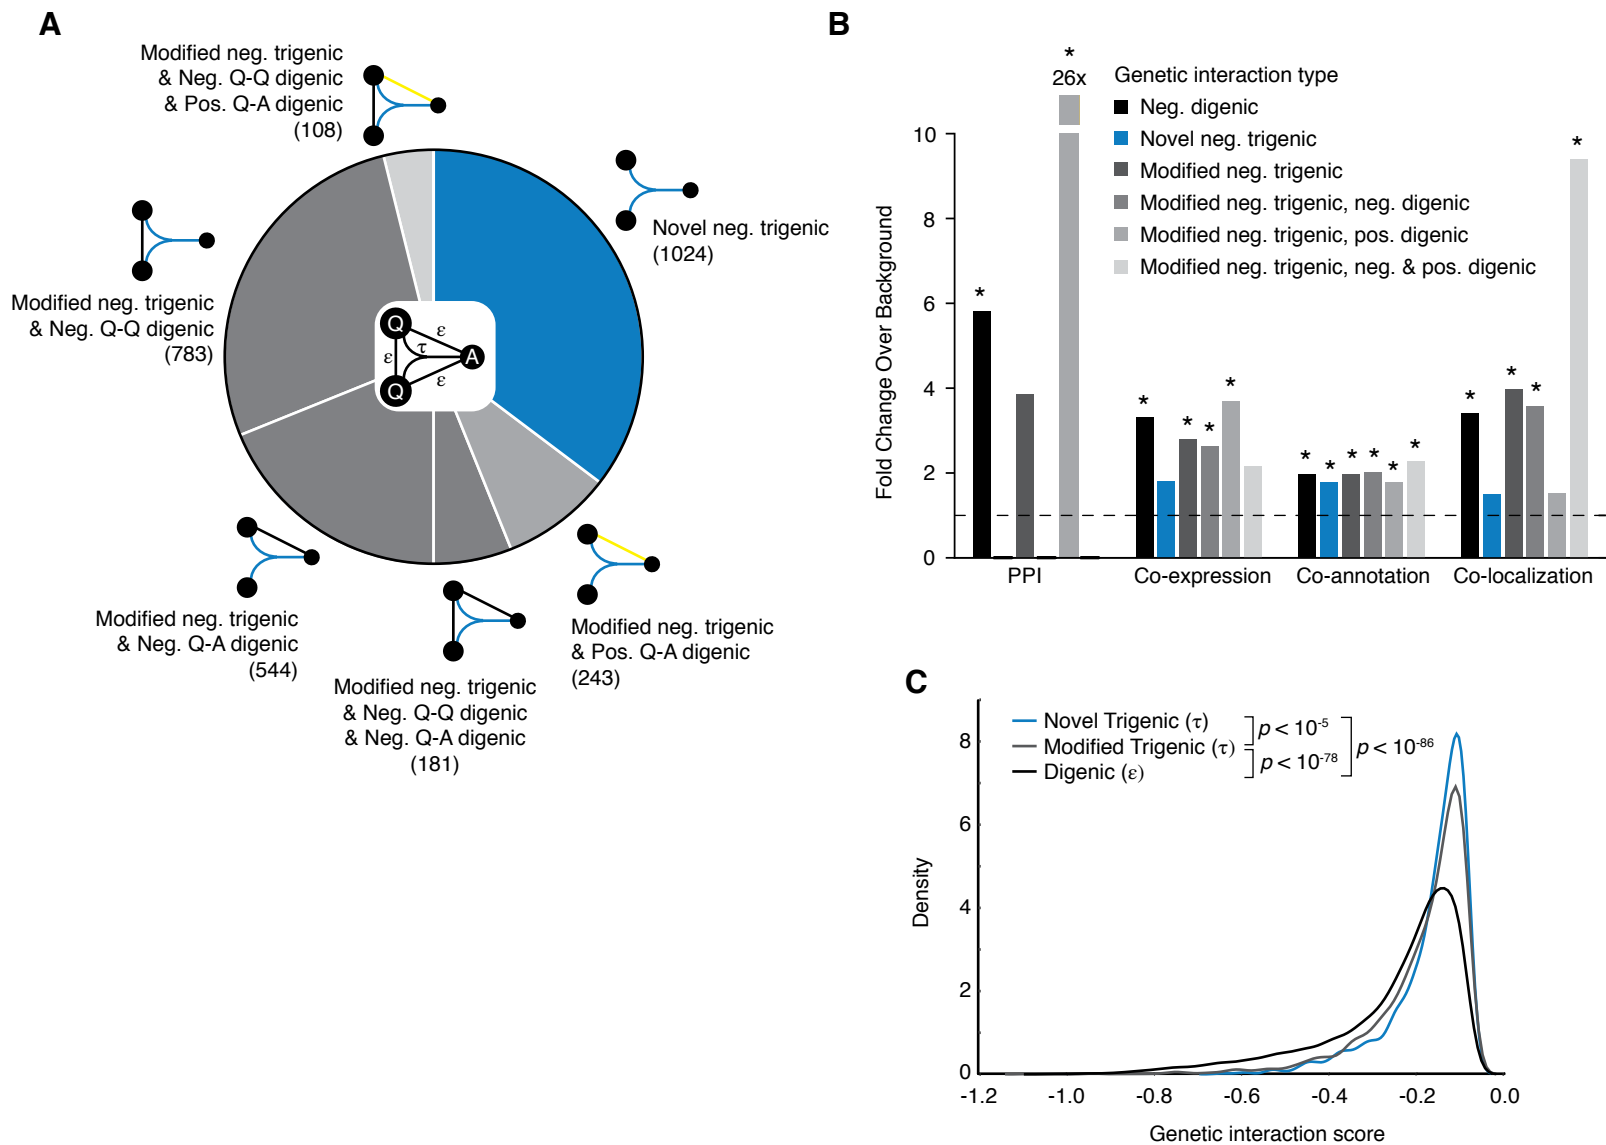 A
Modified neg. trigenic
& Neg. Q-Q digenic
& Pos. Q-A digenic
(108)
Novel neg. trigenic
(1024)
Modified neg. trigenic
& Neg. Q-Q digenic
(783)
Q
ε
τ
ε
A
Q
ε
Modified neg. trigenic
& Neg. Q-A digenic
(544)
Modified neg. trigenic
& Neg. Q-Q digenic
& Neg. Q-A digenic
(181)
Modified neg. trigenic
& Pos. Q-A digenic
(243)
B
*
26x
Genetic interaction type
Neg. digenic
Novel neg. trigenic
Modified neg. trigenic
Modified neg. trigenic, neg. digenic
Modified neg. trigenic, pos. digenic
Modified neg. trigenic, neg. & pos. digenic
Fold Change Over Background
10
8
6
4
2
0
*
* * * *
* * * * * *
* * * *
PPI Co-expression Co-annotation Co-localization
C
Novel Trigenic (τ)
Modified Trigenic (τ)
Digenic (ε)
p < 10-5
p < 10-78
p < 10-86
Density
8
6
4
2
0
-1.2 -1.0 -0.8 -0.6 -0.4 -0.2 0.0
Genetic interaction score